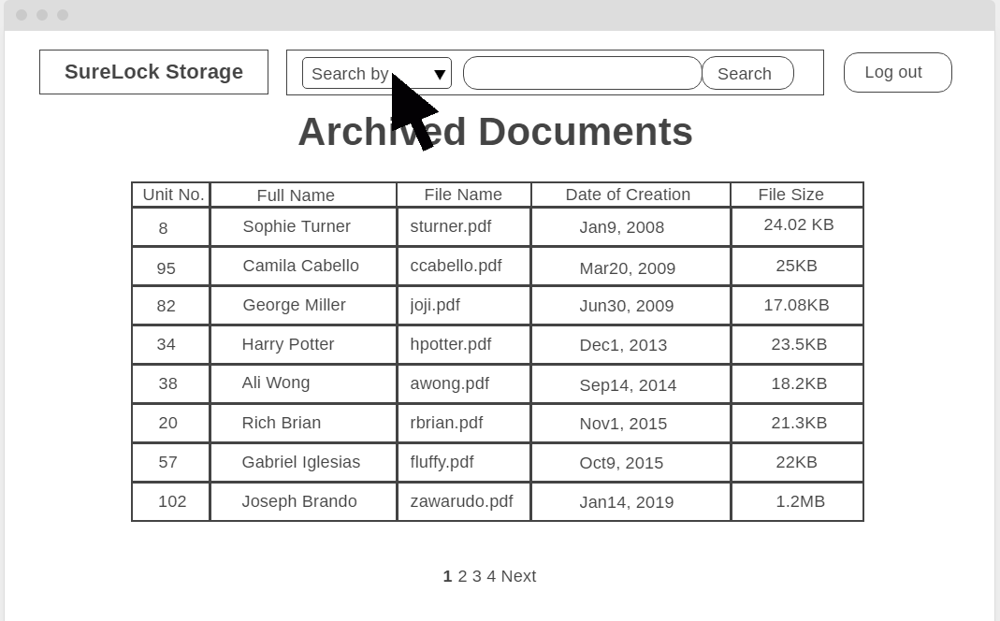 SureLock Storage Search by Search Log out
Archived Documents
Unit No. Full Name File Name Date of Creation File Size
8 Sophie Turner sturner.pdf Jan9, 2008 24.02 KB
95 Camila Cabello ccabello.pdf Mar20, 2009 25KB
82 George Miller joji.pdf Jun30, 2009 17.08KB
34 Harry Potter hpotter.pdf Dec1, 2013 23.5KB
38 Ali Wong awong.pdf Sep14, 2014 18.2KB
20 Rich Brian rbrian.pdf Nov1, 2015 21.3KB
57 Gabriel Iglesias fluffy.pdf Oct9, 2015 22KB
102 Joseph Brando zawarudo.pdf Jan14, 2019 1.2MB
1 2 3 4 Next